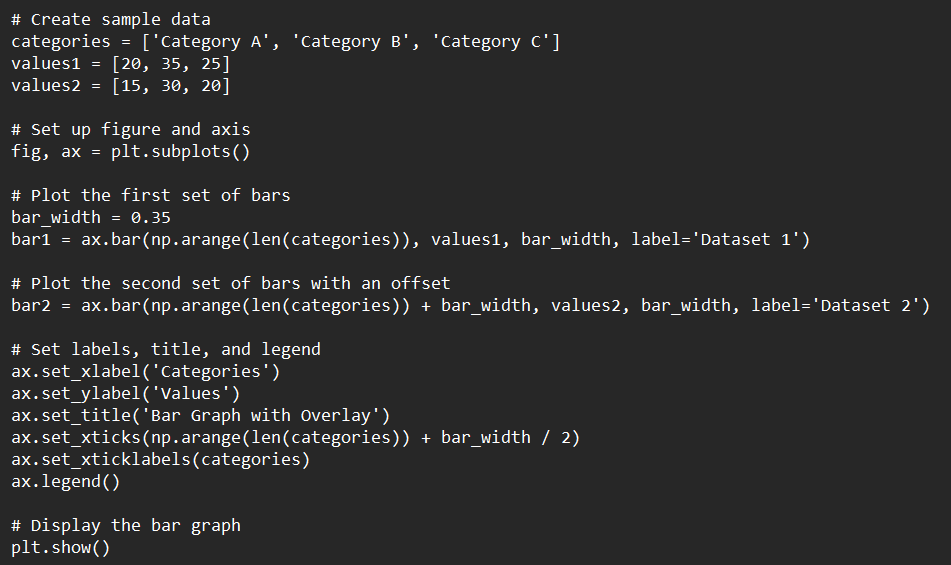 # Create sample data
categories = ['Category A', 'Category B', 'Category C']
values1 = [20, 35, 25]
values2 = [15, 30, 20]

# Set up figure and axis
fig, ax = plt.subplots()

# Plot the first set of bars
bar_width = 0.35
bar1 = ax.bar(np.arange(len(categories)), values1, bar_width, label='Dataset 1')

# Plot the second set of bars with an offset
bar2 = ax.bar(np.arange(len(categories)) + bar_width, values2, bar_width, label='Dataset 2')

# Set labels, title, and legend
ax.set_xlabel('Categories')
ax.set_ylabel('Values')
ax.set_title('Bar Graph with Overlay')
ax.set_xticks(np.arange(len(categories)) + bar_width / 2)
ax.set_xticklabels(categories)
ax.legend()

# Display the bar graph
plt.show()